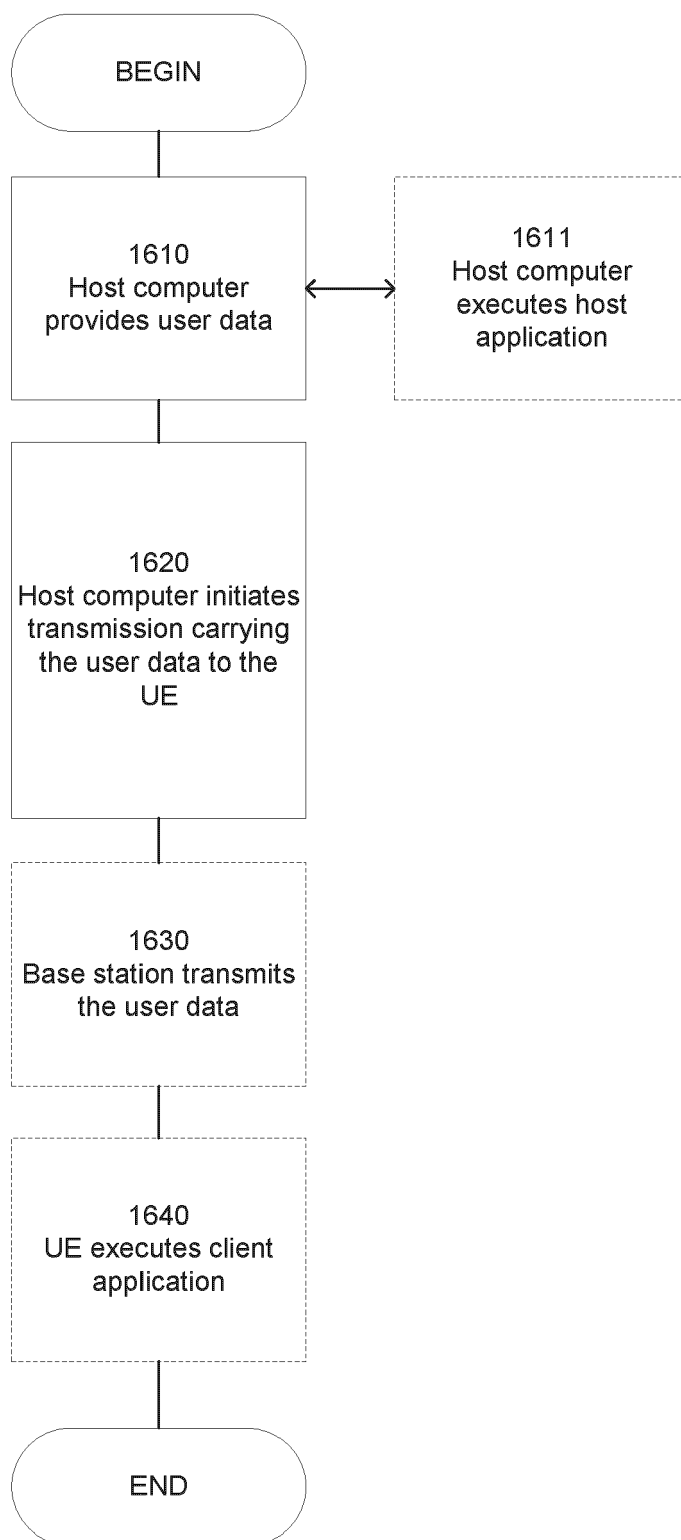 BEGIN
1610
Host computer
provides user data
1611
Host computer
executes host
application
1620
Host computer initiates
transmission carrying
the user data to the
UE
1630
Base station transmits
the user data
1640
UE executes client
application
END